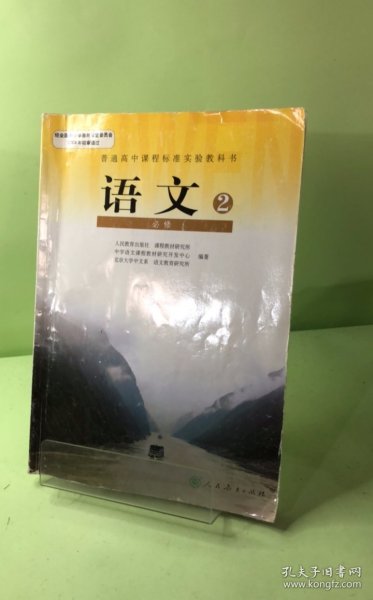 普通高中课程标准实验教科书
语文 2
必修
人民教育出版社 课程教材研究所
中学语文课程教材研究开发中心
北京大学中文系 语文教育研究所
编著
人民教育出版社
孔夫子旧书网